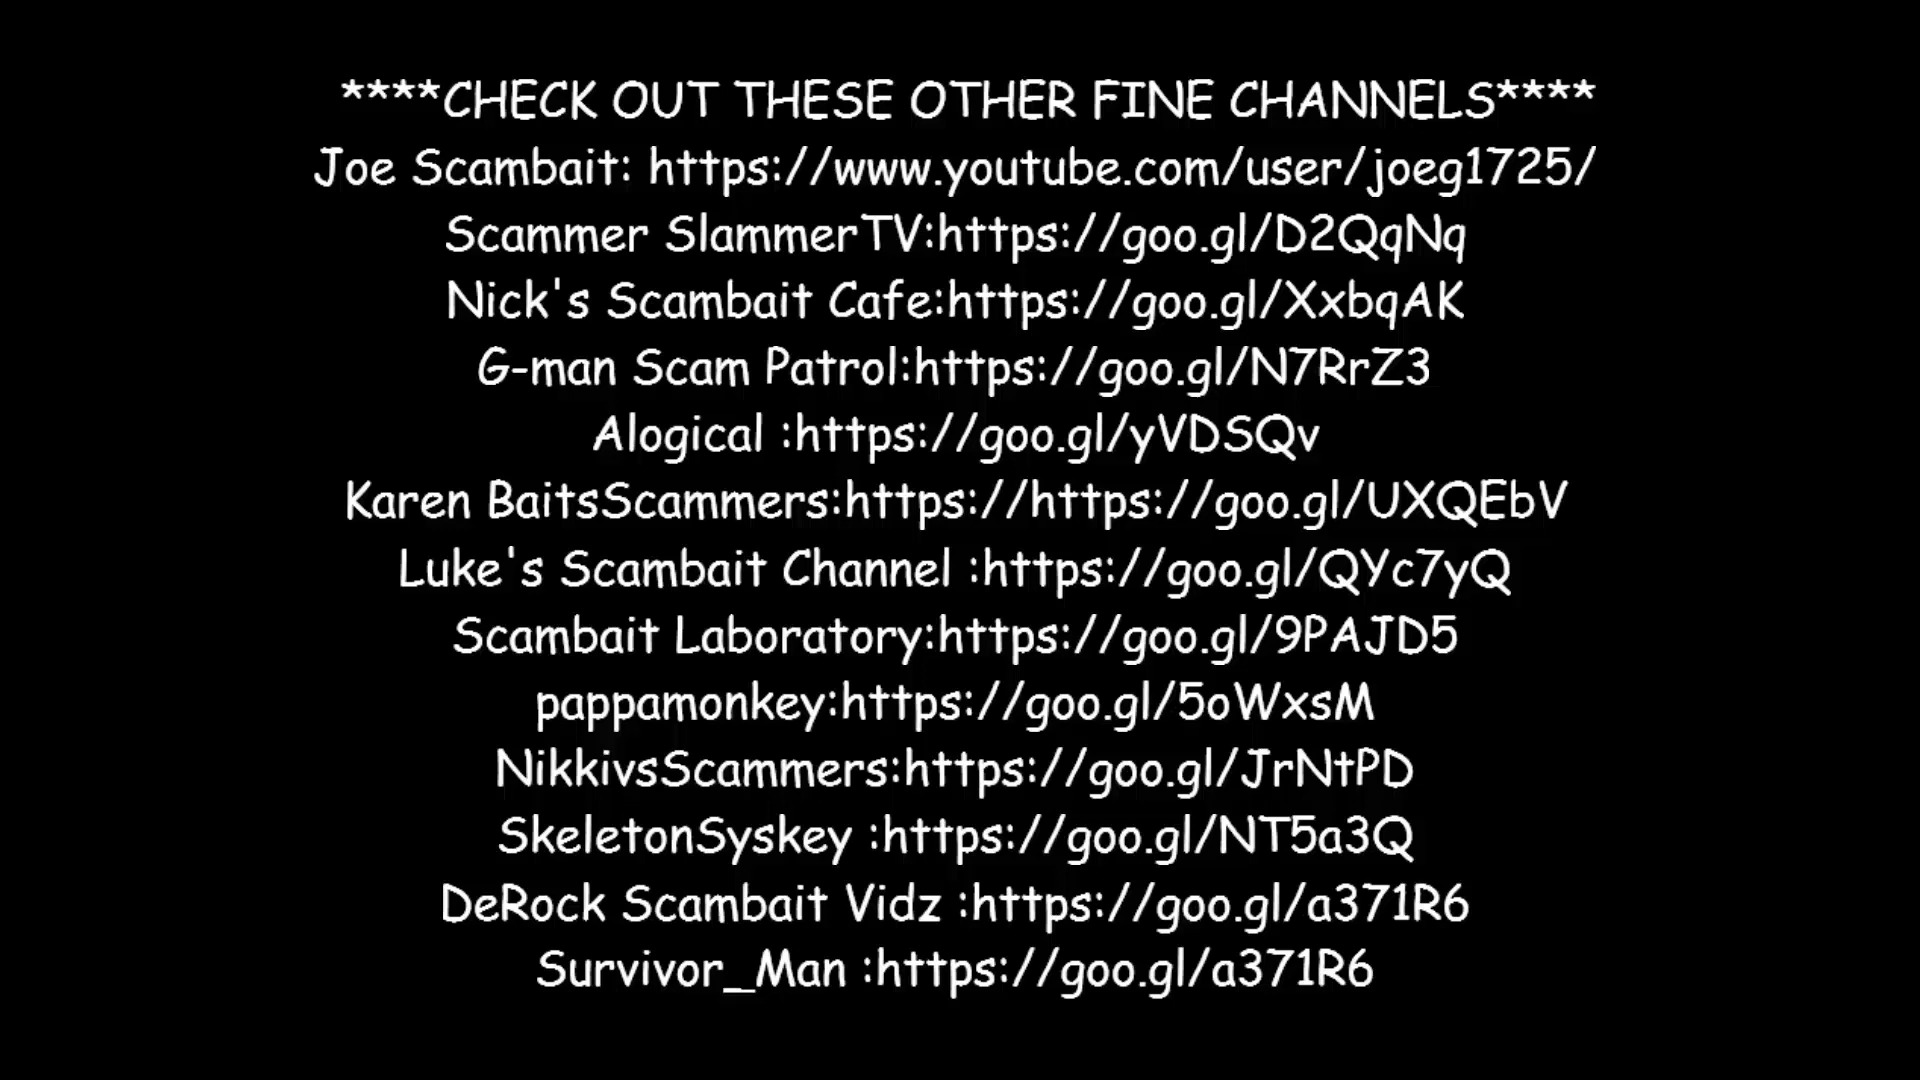 ****CHECK OUT THESE OTHER FINE CHANNELS****
Joe Scambait: https://www.youtube.com/user/joeg1725/
Scammer SlammerTV:https://goo.gl/D2QqNq
Nick's Scambait Cafe:https://goo.gl/XxbqAK
G-man Scam Patrol:https://goo.gl/N7RrZ3
Alogical :https://goo.gl/yVDSQv
Karen BaitsScammers:https://https://goo.gl/UXQEbV
Luke's Scambait Channel :https://goo.gl/QYc7yQ
Scambait Laboratory:https://goo.gl/9PAJD5
pappamonkey:https://goo.gl/5oWxsM
NikkivsScammers:https://goo.gl/JrNtPD
SkeletonSyskey :https://goo.gl/NT5a3Q
DeRock Scambait Vidz :https://goo.gl/a371R6
Survivor_Man :https://goo.gl/a371R6